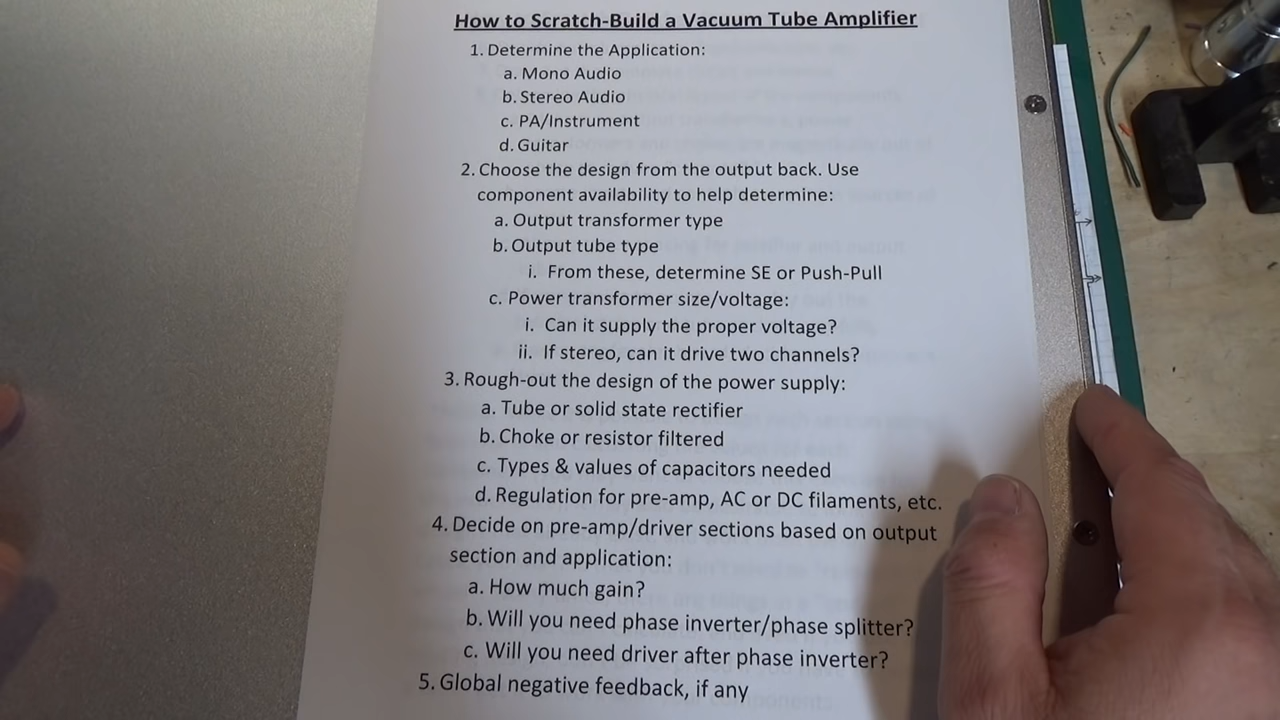 How to Scratch-Build a Vacuum Tube Amplifier
1. Determine the Application:
a. Mono Audio
b. Stereo Audio
c. PA/Instrument
d. Guitar
2. Choose the design from the output back. Use
component availability to help determine:
a. Output transformer type
b. Output tube type
i. From these, determine SE or Push-Pull
c. Power transformer size/voltage:
i. Can it supply the proper voltage?
ii. If stereo, can it drive two channels?
3. Rough-out the design of the power supply:
a. Tube or solid state rectifier
b. Choke or resistor filtered
c. Types & values of capacitors needed
d. Regulation for pre-amp, AC or DC filaments, etc.
4. Decide on pre-amp/driver sections based on output
section and application:
a. How much gain?
b. Will you need phase inverter/phase splitter?
c. Will you need driver after phase inverter?
5. Global negative feedback, if any